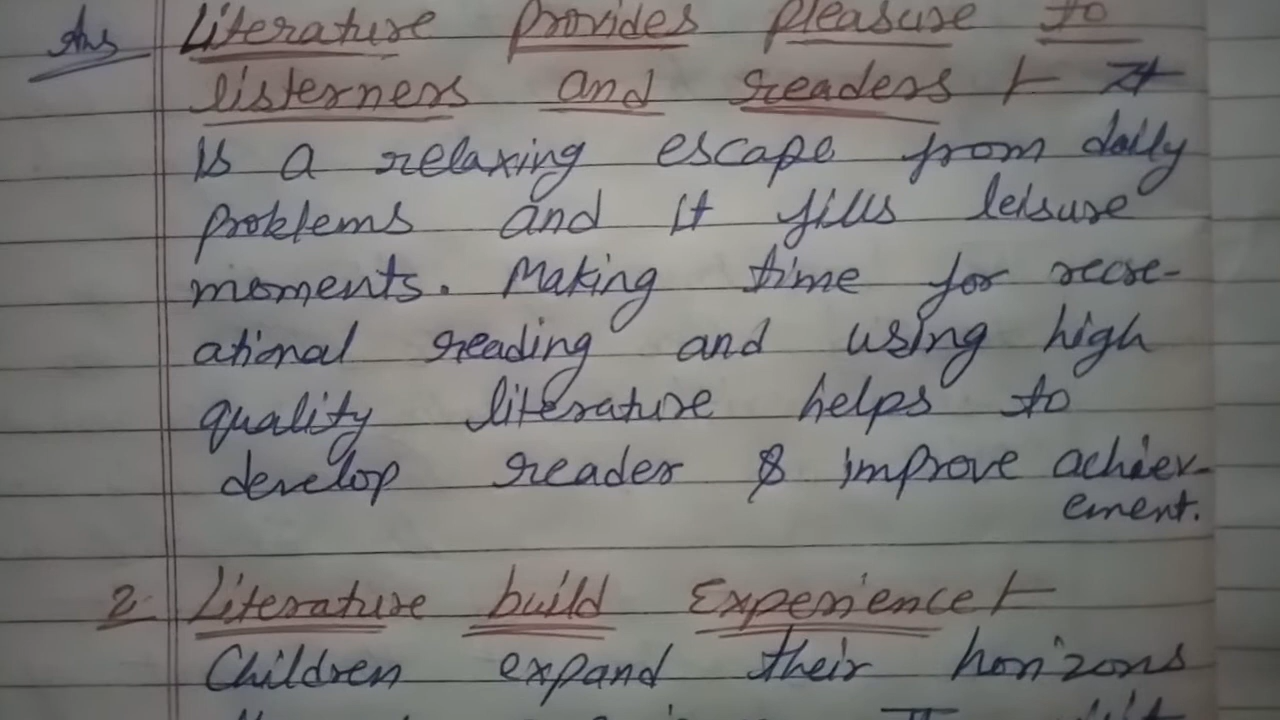 Ans Literature Provides Pleasure to
listerness and readers :- It
is a relaxing escape from daily
problems and it fills leisure
moments. Making time for recre-
ational reading and using high
quality literature helps to
develop reader & improve achiev-
ement.
2. Literature build Experience :-
Children expand their horizons